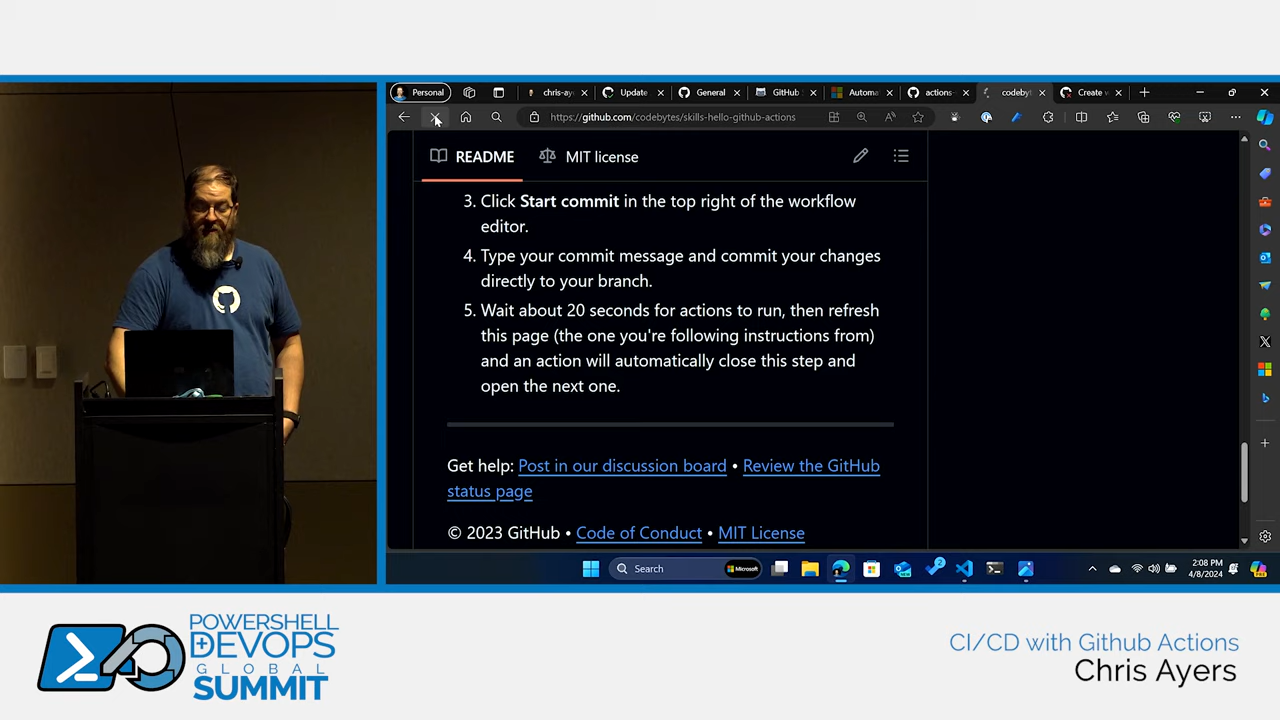 Personal
chris-ay
Update
General
GitHub
Automa
actions-
codebyt
Create w
https://github.com/codebytes/skills-hello-github-actions
README
MIT license
3. Click Start commit in the top right of the workflow
editor.
4. Type your commit message and commit your changes
directly to your branch.
5. Wait about 20 seconds for actions to run, then refresh
this page (the one you're following instructions from)
and an action will automatically close this step and
open the next one.
Get help: Post in our discussion board • Review the GitHub
status page
© 2023 GitHub • Code of Conduct • MIT License
Search
Microsoft
2:08 PM
4/8/2024
POWERSHELL
DEVOPS
GLOBAL
SUMMIT
CI/CD with Github Actions
Chris Ayers